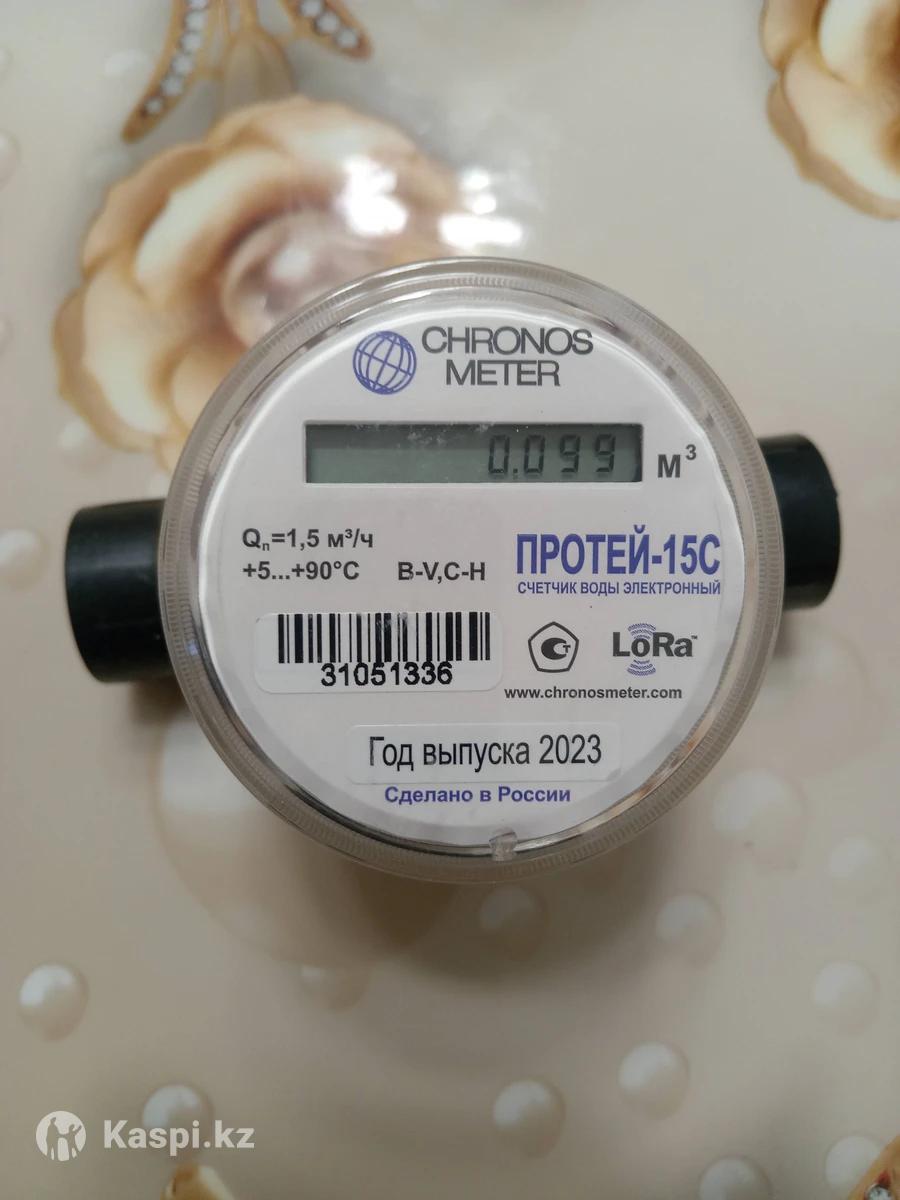 CHRONOS
METER
0.099 м³
Qₙ=1,5 м³/ч
+5...+90°C B-V,C-H
ПРОТЕЙ-15С
СЧЕТЧИК ВОДЫ ЭЛЕКТРОННЫЙ
31051336
LoRa™
www.chronosmeter.com
Год выпуска 2023
Сделано в России
Kaspi.kz